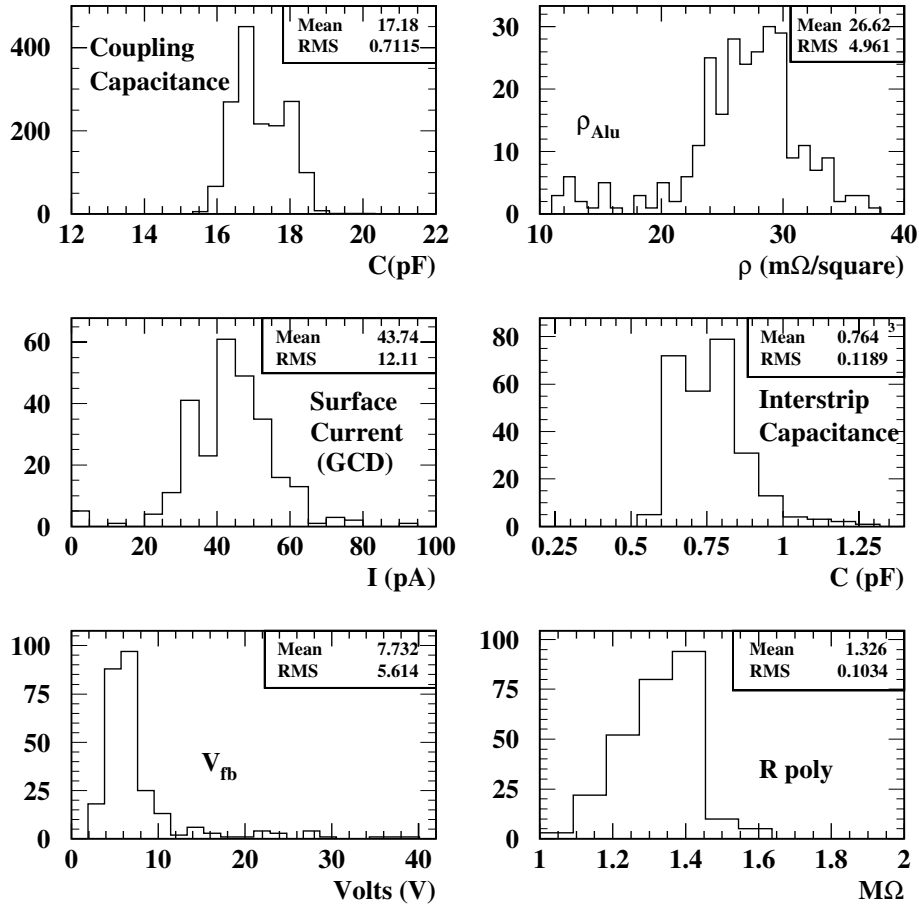 Coupling
Capacitance
Mean 17.18
RMS 0.7115
400
200
0
12 14 16 18 20 22
C(pF)
Mean 26.62
RMS 4.961
ρAlu
30
20
10
0
10 20 30 40
ρ (mΩ/square)
Mean 43.74
RMS 12.11
Surface
Current
(GCD)
60
40
20
0
0 20 40 60 80 100
I (pA)
Mean 0.764 3
RMS 0.1189
Interstrip
Capacitance
80
60
40
20
0
0.25 0.5 0.75 1 1.25
C (pF)
Mean 7.732
RMS 5.614
Vfb
100
75
50
25
0
0 10 20 30 40
Volts (V)
Mean 1.326
RMS 0.1034
R poly
100
75
50
25
0
1 1.2 1.4 1.6 1.8 2
MΩ